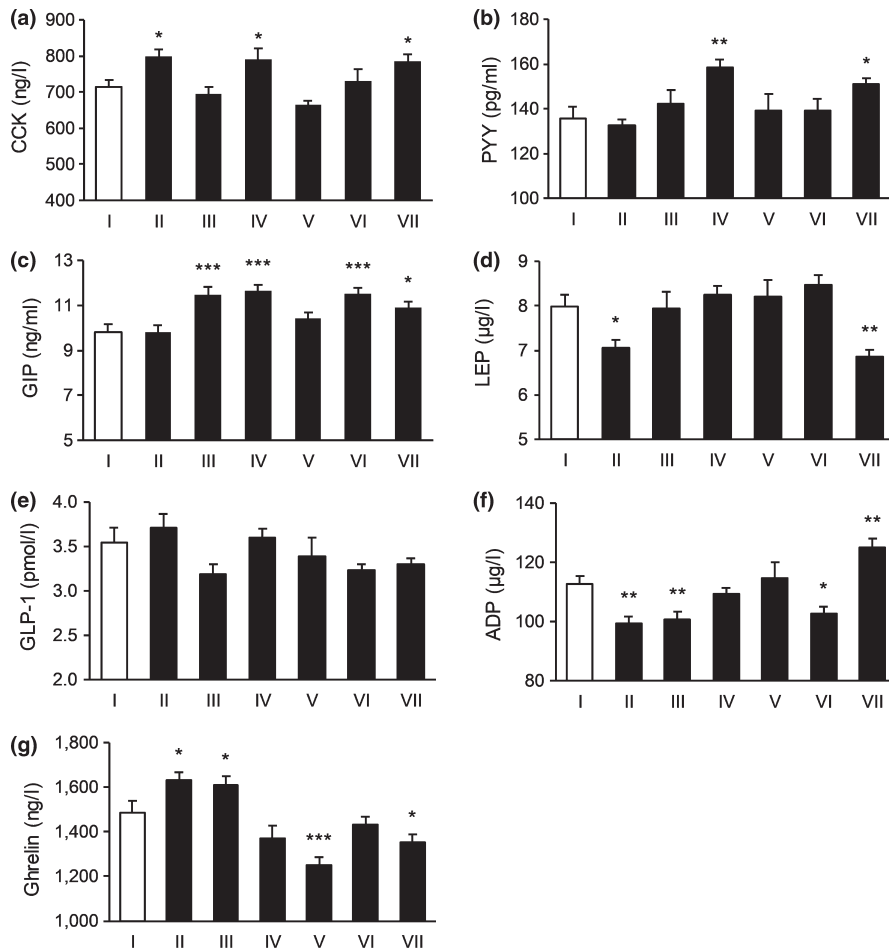 (a)
900
800
700
600
500
400
CCK (ng/l)
* * *
I II III IV V VI VII
(b)
180
160
140
120
100
PYY (pg/ml)
** *
I II III IV V VI VII
(c)
13
11
9
7
5
GIP (ng/ml)
*** *** *** *
I II III IV V VI VII
(d)
9
8
7
6
5
LEP (µg/l)
* **
I II III IV V VI VII
(e)
4.0
3.5
3.0
2.5
2.0
GLP-1 (pmol/l)
I II III IV V VI VII
(f)
140
120
100
80
ADP (µg/l)
** ** * **
I II III IV V VI VII
(g)
1,800
1,600
1,400
1,200
1,000
Ghrelin (ng/l)
* * *** *
I II III IV V VI VII